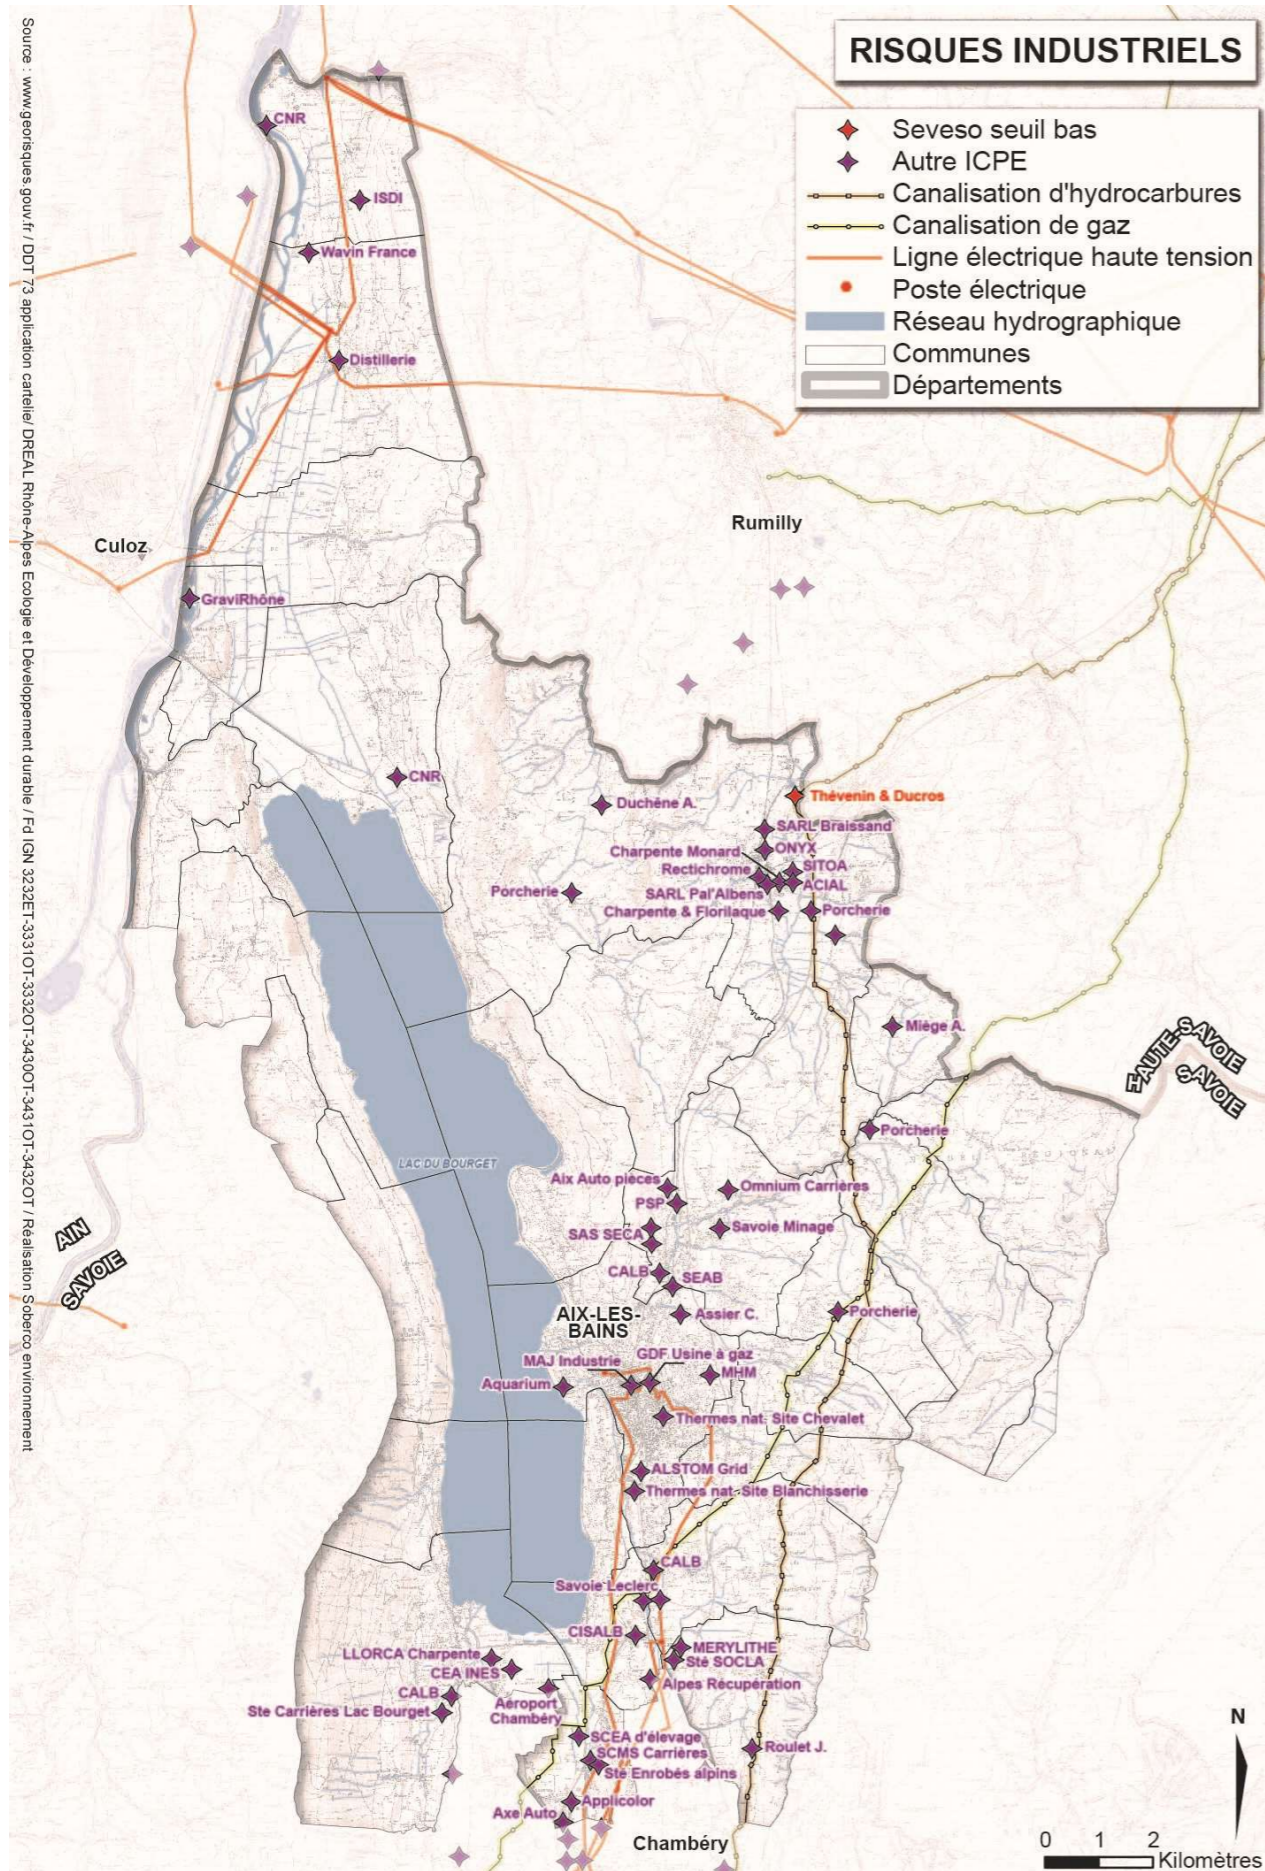 RISQUES INDUSTRIELS
Seveso seuil bas
Autre ICPE
Canalisation d'hydrocarbures
Canalisation de gaz
Ligne électrique haute tension
Poste électrique
Réseau hydrographique
Communes
Départements
Source : www.georisques.gouv.fr / DDT 73 application cartelie/ DREAL Rhône-Alpes Ecologie et Développement durable / Fd IGN 3232ET-3331OT-3332OT-3430OT-3431OT-3432OT / Réalisation Soberco environnement
CNR
ISDI
Wavin France
Distillerie
Rumilly
Culoz
GraviRhône
CNR
Duchêne A.
Thévenin & Ducros
SARL Braissand
ONYX
Charpente Monard
SITOA
Rectichrome
ACIAL
SARL Pal'Albens
Porcherie
Charpente & Florilaque
Porcherie
Miège A.
HAUTE-SAVOIE
SAVOIE
Porcherie
LAC DU BOURGET
Aix Auto pièces
Omnium Carrières
PSP
Savoie Minage
SAS SECA
AIN
SAVOIE
CALB
SEAB
AIX-LES-
BAINS
Assier C.
Porcherie
GDF Usine à gaz
MAJ Industrie
MHM
Aquarium
Thermes nat. Site Chevalet
ALSTOM Grid
Thermes nat. Site Blanchisserie
CALB
Savoie Leclerc
CISALB
MERYLITHE
Sté SOCLA
LLORCA Charpente
CEA INES
Alpes Récupération
CALB
Aéroport
Chambéry
Ste Carrières Lac Bourget
SCEA d'élevage
SCMS Carrières
Roulet J.
Sté Enrobés alpins
Applicolor
Axe Auto
Chambéry
N
0 1 2
Kilomètres